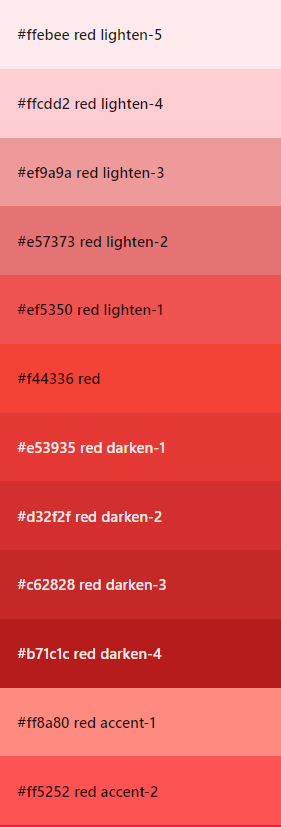 #ffebee red lighten-5
#ffcdd2 red lighten-4
#ef9a9a red lighten-3
#e57373 red lighten-2
#ef5350 red lighten-1
#f44336 red
#e53935 red darken-1
#d32f2f red darken-2
#c62828 red darken-3
#b71c1c red darken-4
#ff8a80 red accent-1
#ff5252 red accent-2